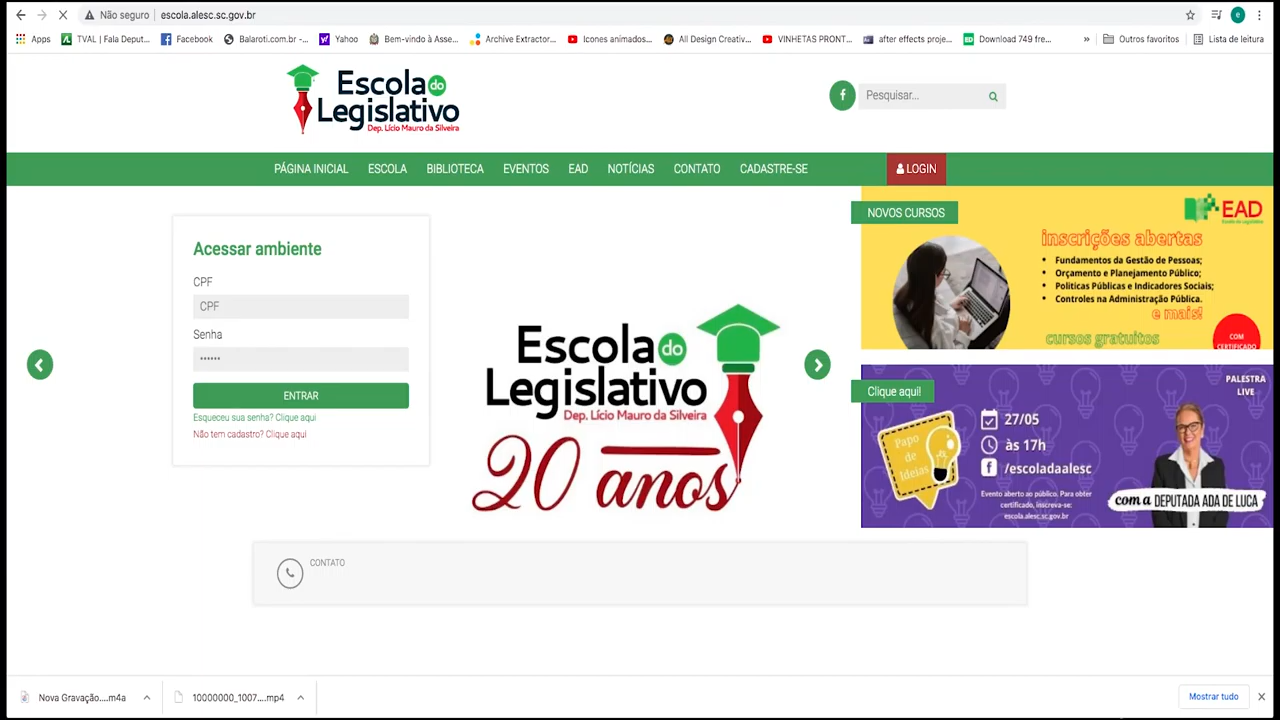 Não seguro
escola.alesc.sc.gov.br
e
Apps
TVAL | Fala Deput...
Facebook
Balaroti.com.br -...
Yahoo
Bem-vindo à Asse...
Archive Extractor...
Icones animados...
All Design Creativ...
VINHETAS PRONT...
after effects proje...
Download 749 fre...
»
Outros favoritos
Lista de leitura
Escola do
Legislativo
Dep. Lício Mauro da Silveira
Pesquisar...
PÁGINA INICIAL
ESCOLA
BIBLIOTECA
EVENTOS
EAD
NOTÍCIAS
CONTATO
CADASTRE-SE
LOGIN
Acessar ambiente
CPF
CPF
Senha
••••••
ENTRAR
Esqueceu sua senha? Clique aqui
Não tem cadastro? Clique aqui
Escola do
Legislativo
Dep. Lício Mauro da Silveira
20 anos
NOVOS CURSOS
EAD
inscrições abertas
• Fundamentos da Gestão de Pessoas;
• Orçamento e Planejamento Público;
• Políticas Públicas e Indicadores Sociais;
• Controles na Administração Pública.
e mais!
cursos gratuitos
COM
CERTIFICADO
Clique aqui!
PALESTRA
LIVE
Papo
de
Ideias
27/05
às 17h
/escoladaalesc
Evento aberto ao público. Para obter
certificado, inscreva-se:
escola.alesc.sc.gov.br
com a DEPUTADA ADA DE LUCA
CONTATO
Nova Gravação....m4a
10000000_1007....mp4
Mostrar tudo